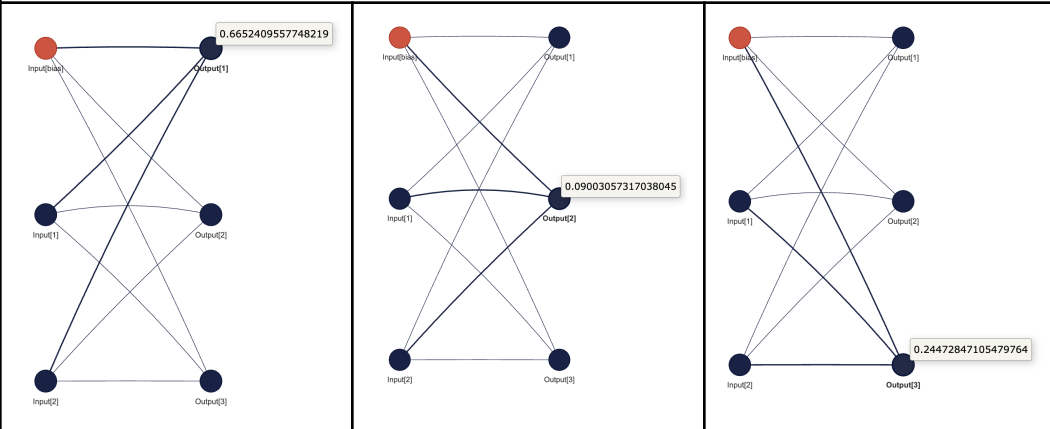 0.6652409557748219
Input[bias]
Output[1]
Input[1]
Output[2]
Input[2]
Output[3]
Input[bias]
Output[1]
0.09003057317038045
Input[1]
Output[2]
Input[2]
Output[3]
Input[bias]
Output[1]
Input[1]
Output[2]
0.24472847105479764
Input[2]
Output[3]